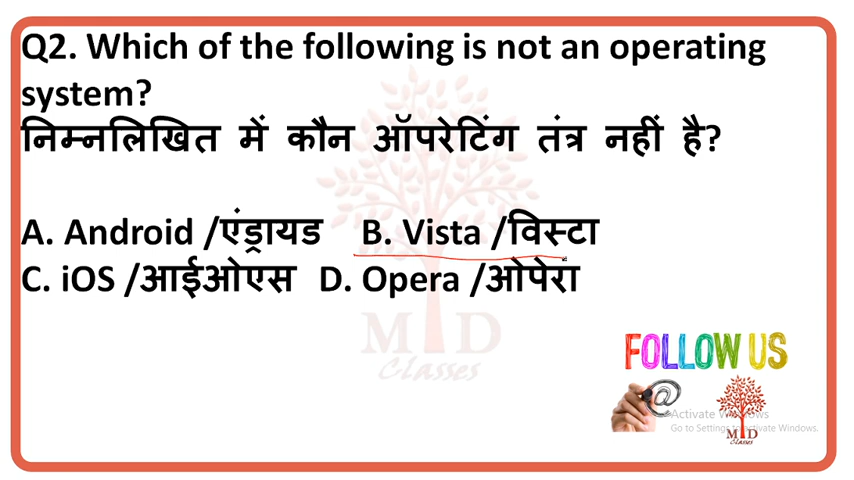 Q2. Which of the following is not an operating
system?
निम्नलिखित में कौन ऑपरेटिंग तंत्र नहीं है?
A. Android /एंड्रायड B. Vista /विस्टा
C. iOS /आईओएस D. Opera /ओपेरा
M D
Classes
FOLLOW US
@
Activate Windows
Go to Settings to activate Windows.
M D
Classes